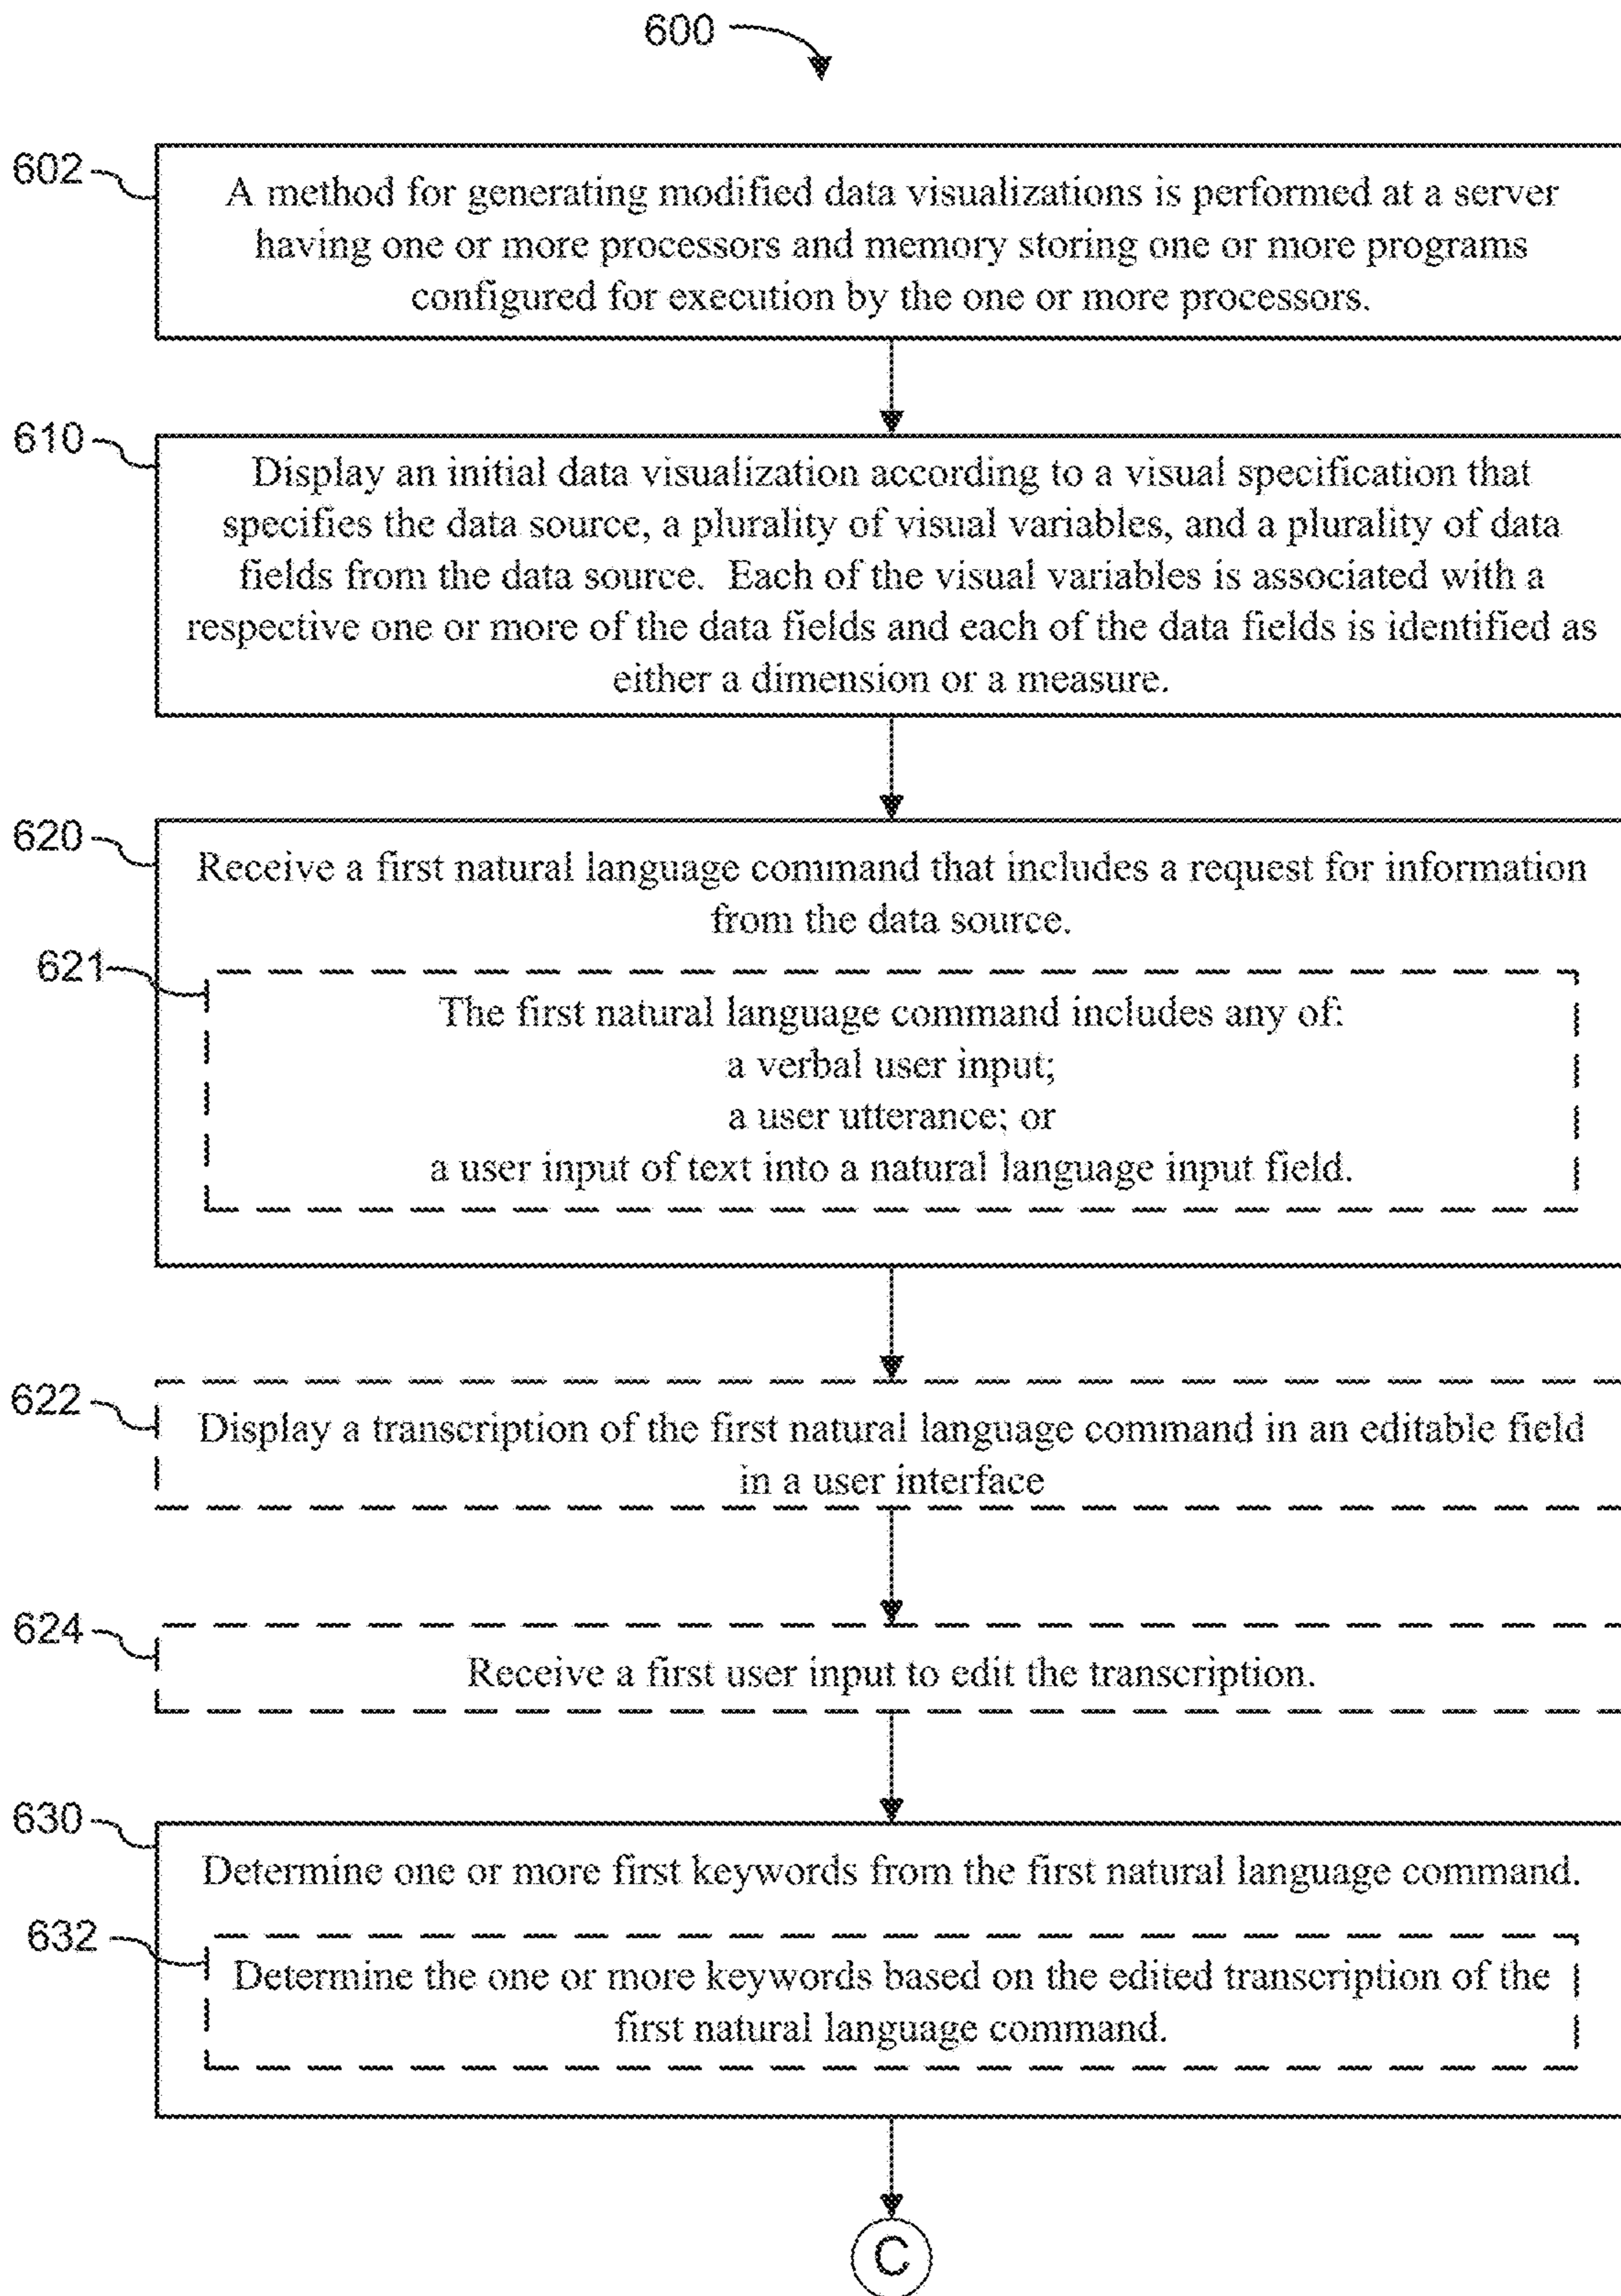 600
602
A method for generating modified data visualizations is performed at a server
having one or more processors and memory storing one or more programs
configured for execution by the one or more processors.
610
Display an initial data visualization according to a visual specification that
specifies the data source, a plurality of visual variables, and a plurality of data
fields from the data source.  Each of the visual variables is associated with a
respective one or more of the data fields and each of the data fields is identified as
either a dimension or a measure.
620
Receive a first natural language command that includes a request for information
from the data source.
621
The first natural language command includes any of:
a verbal user input;
a user utterance; or
a user input of text into a natural language input field.
622
Display a transcription of the first natural language command in an editable field
in a user interface
624
Receive a first user input to edit the transcription.
630
Determine one or more first keywords from the first natural language command.
632
Determine the one or more keywords based on the edited transcription of the
first natural language command.
C